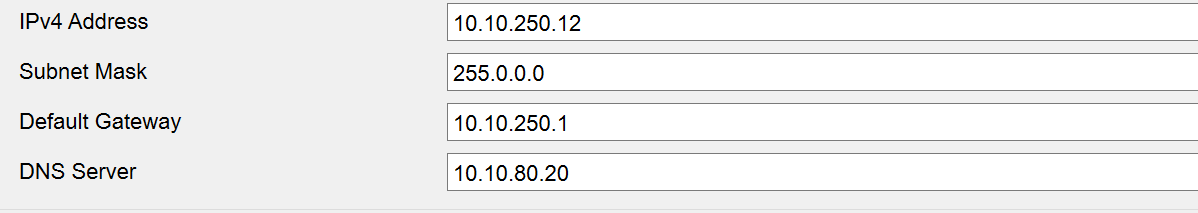 IPv4 Address 10.10.250.12
Subnet Mask 255.0.0.0
Default Gateway 10.10.250.1
DNS Server 10.10.80.20